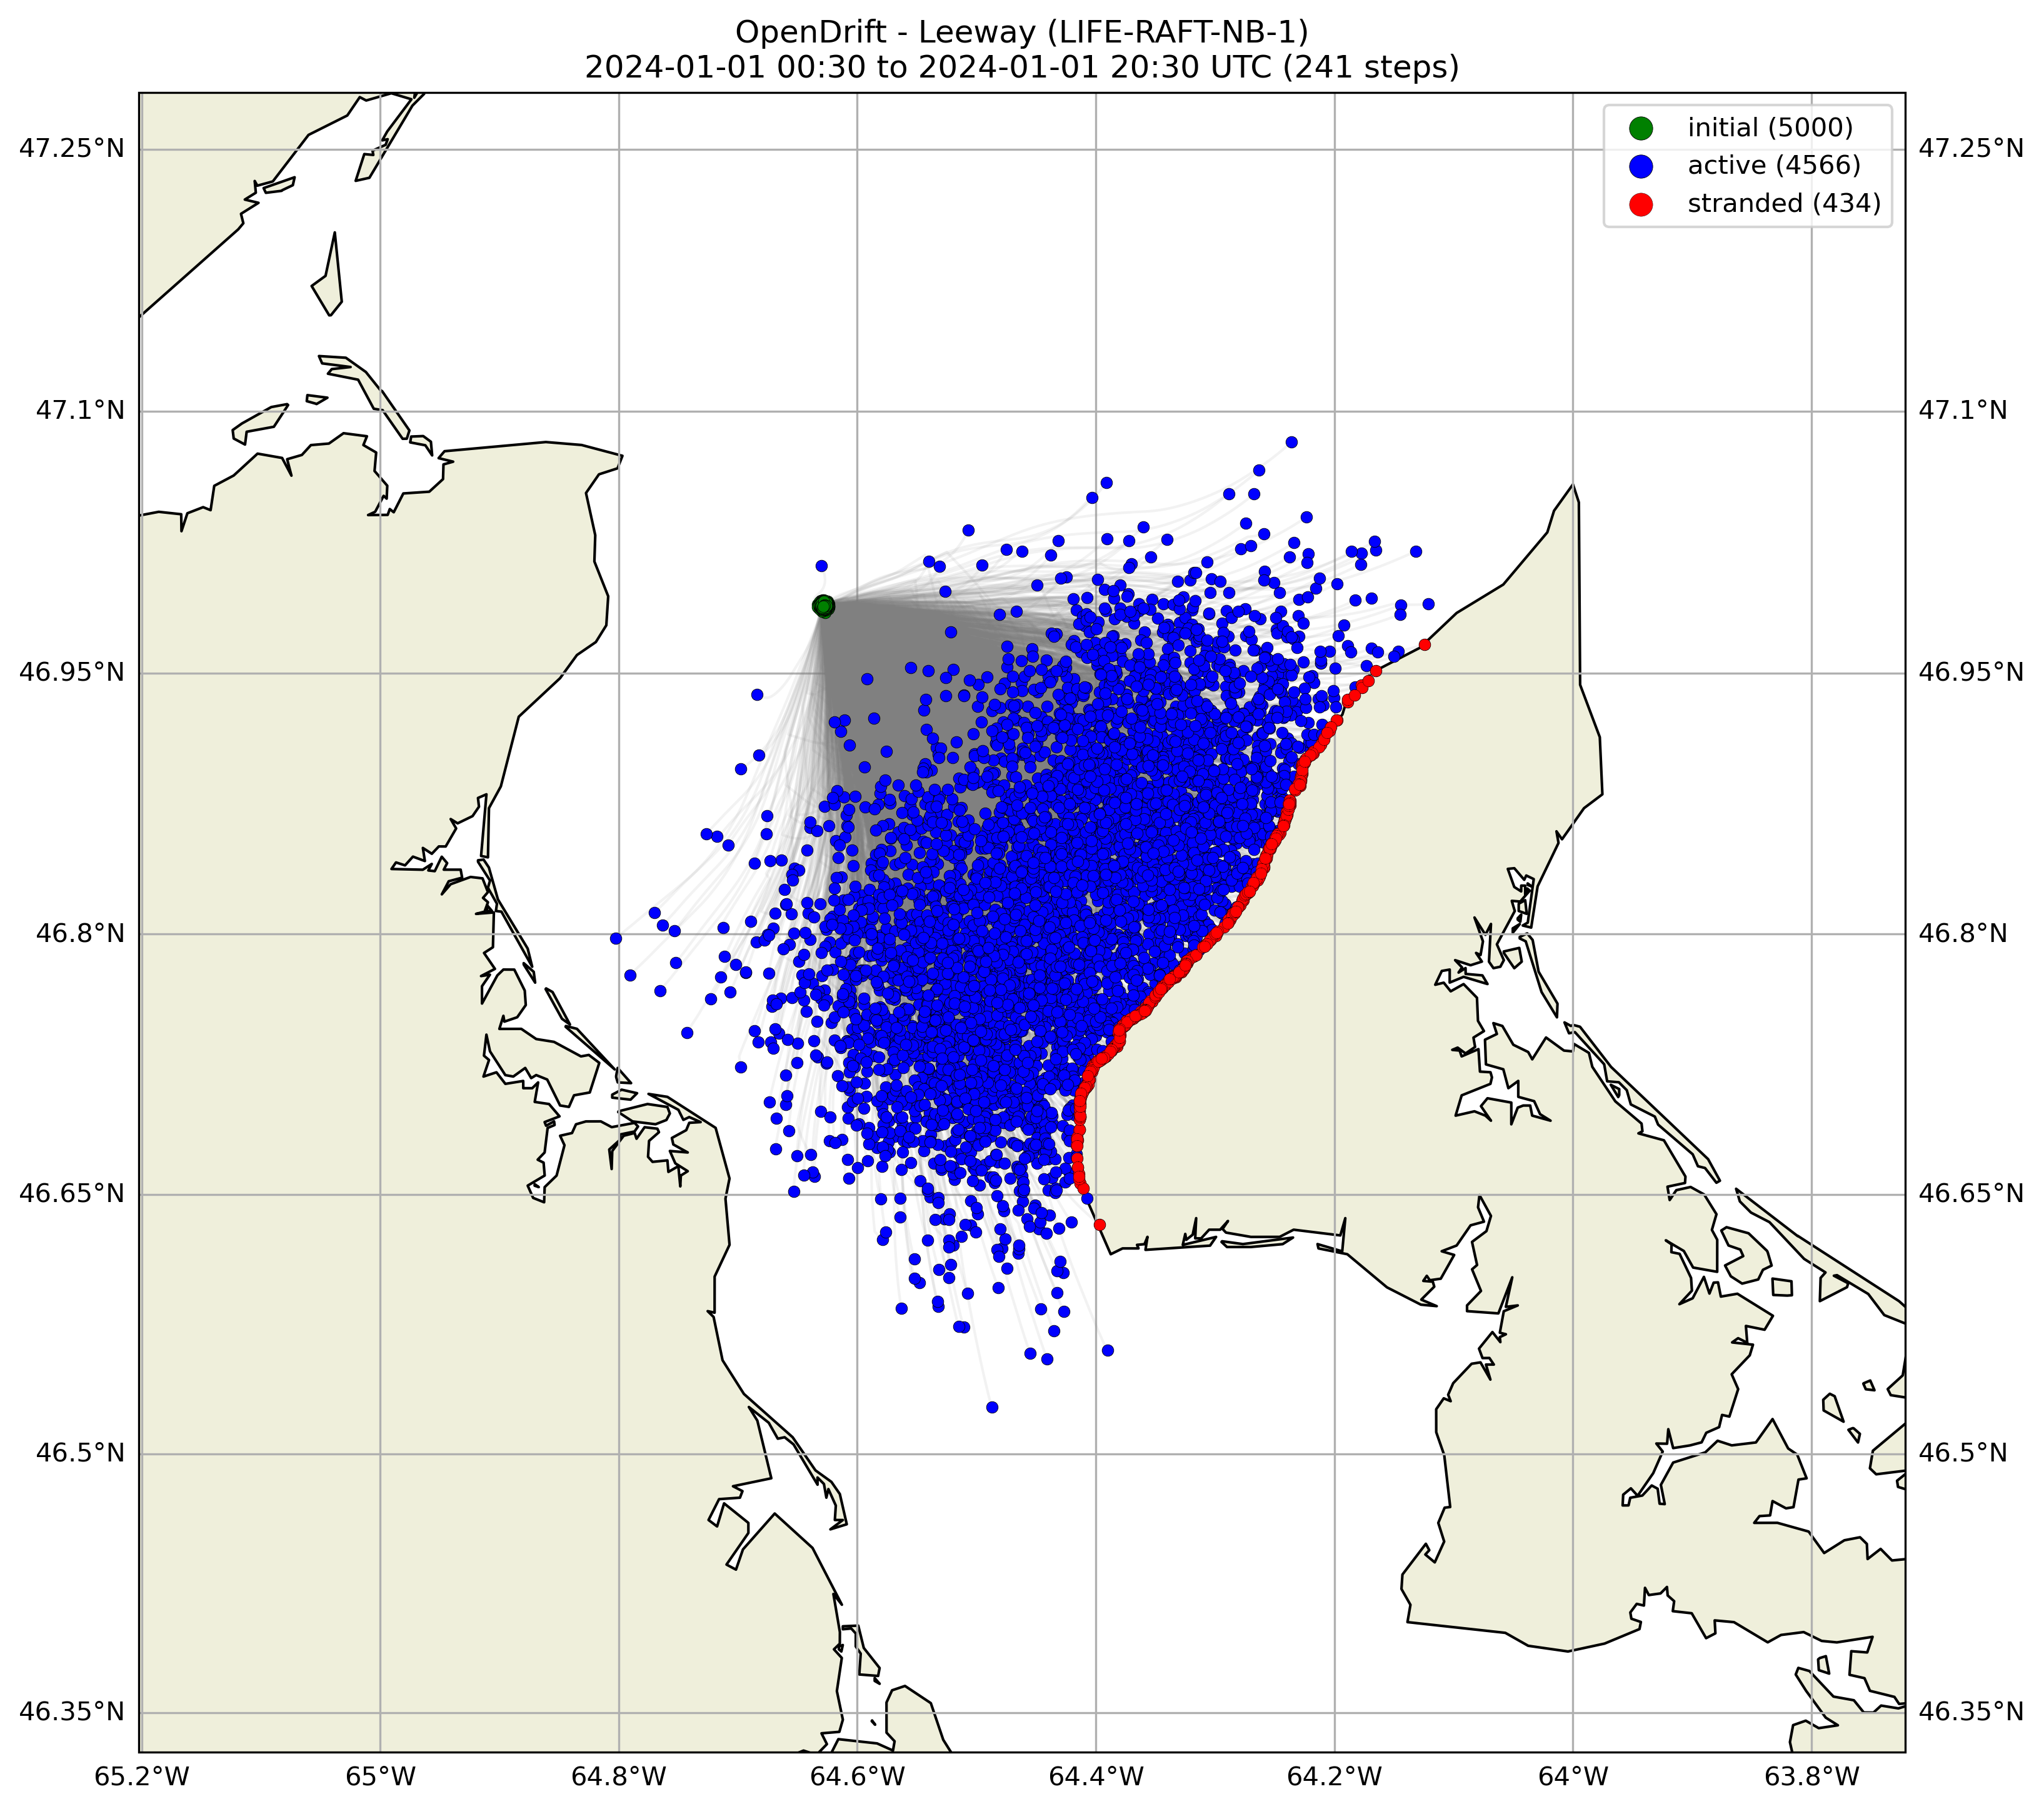 OpenDrift - Leeway (LIFE-RAFT-NB-1)
2024-01-01 00:30 to 2024-01-01 20:30 UTC (241 steps)
initial (5000)
active (4566)
stranded (434)
47.25°N
47.25°N
47.1°N
47.1°N
46.95°N
46.95°N
46.8°N
46.8°N
46.65°N
46.65°N
46.5°N
46.5°N
46.35°N
46.35°N
65.2°W 65°W 64.8°W 64.6°W 64.4°W 64.2°W 64°W 63.8°W